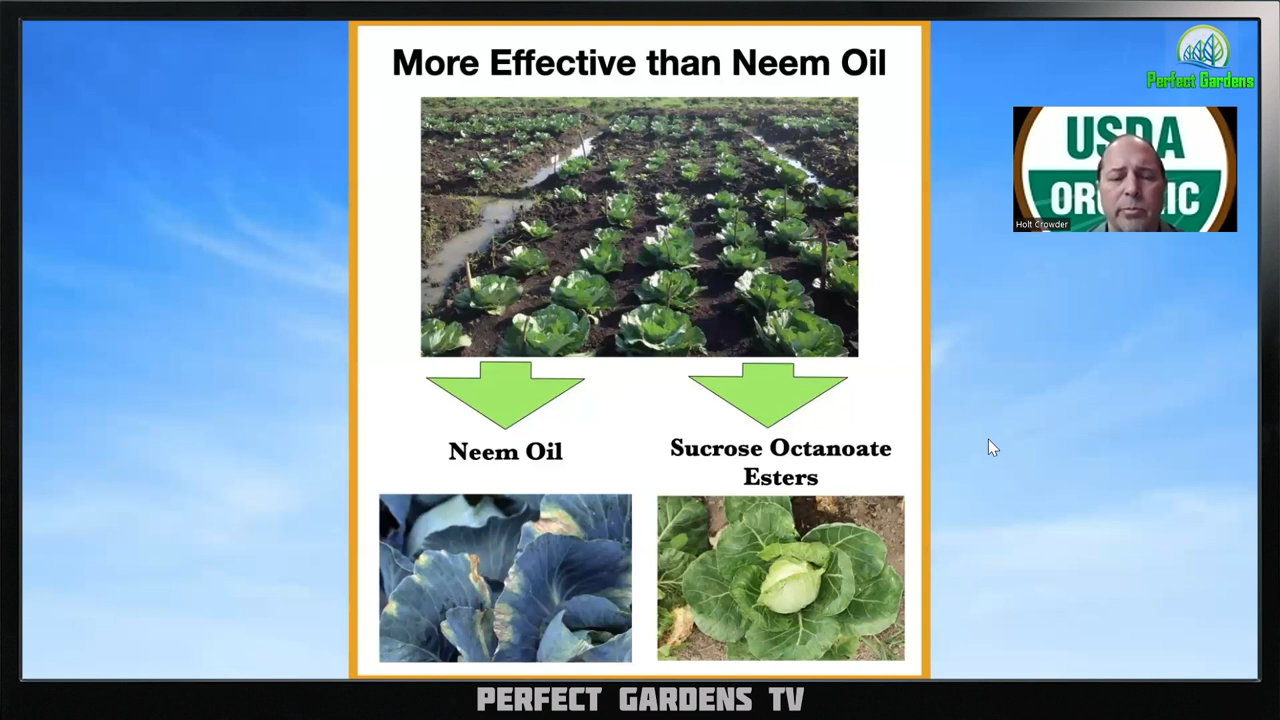 More Effective than Neem Oil
Perfect Gardens
USDA
ORGANIC
Holt Crowder
Neem Oil
Sucrose Octanoate
Esters
PERFECT GARDENS TV